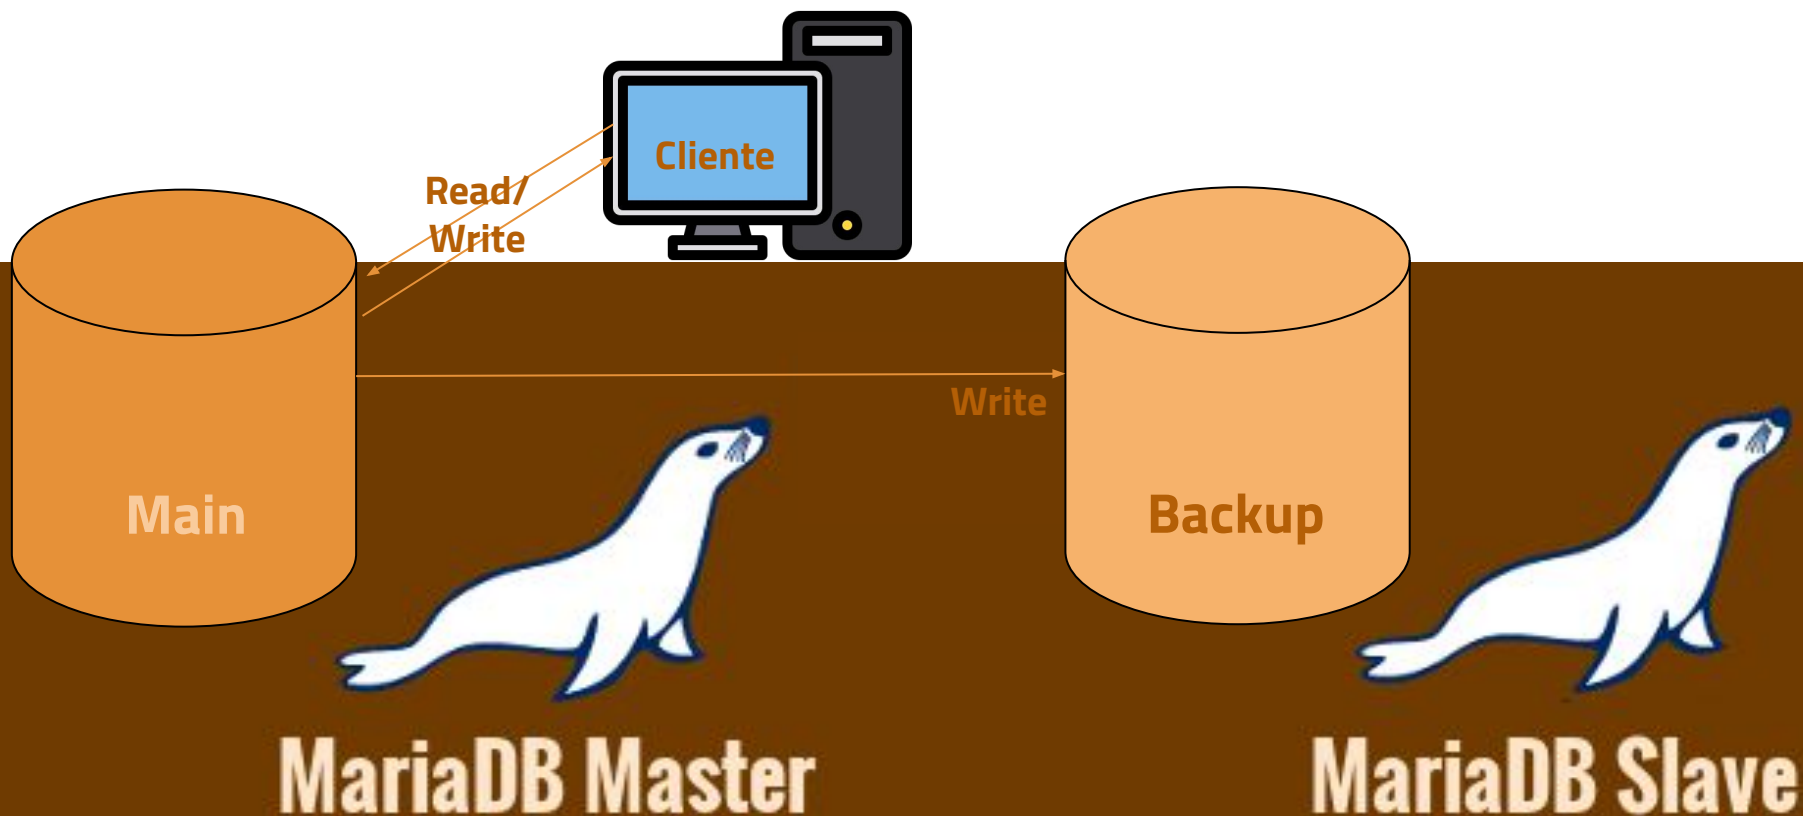 Cliente
Read/
Write
Write
Main
Backup
MariaDB Master
MariaDB Slave